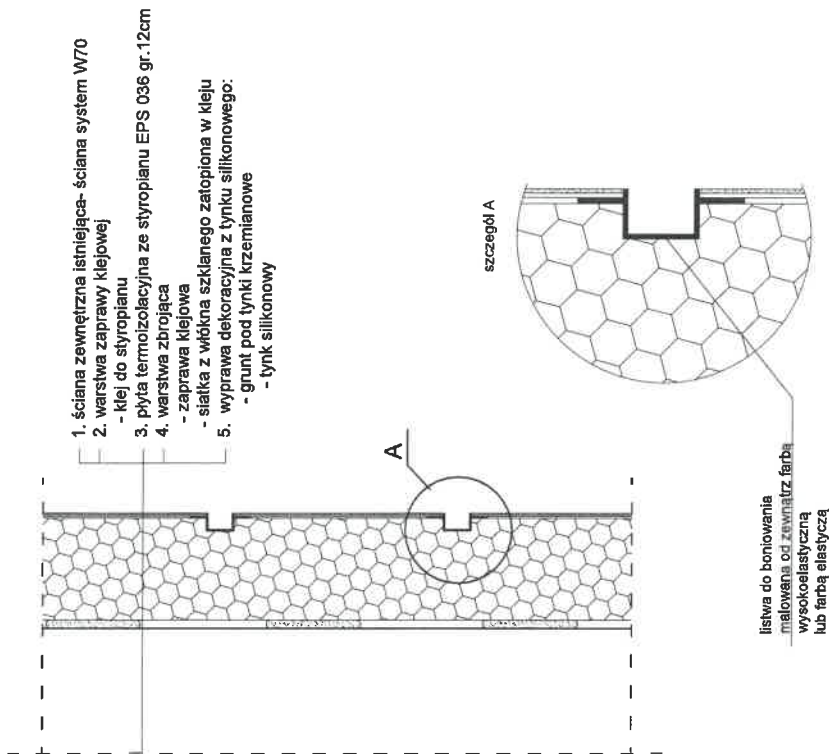 1. ściana zewnętrzna istniejąca- ściana system W70
2. warstwa zaprawy klejowej
- klej do styropianu
3. płyta termoizolacyjna ze styropianu EPS 036 gr.12cm
4. warstwa zbrojąca
- zaprawa klejowa
- siatka z włókna szklanego zatopiona w kleju
5. wyprawa dekoracyjna z tynku silikonowego:
- grunt pod tynki krzemianowe
- tynk silikonowy
A
szczegół A
listwa do boniowania
malowana od zewnątrz farbą
wysokoelastyczną
lub farbą elastyczą